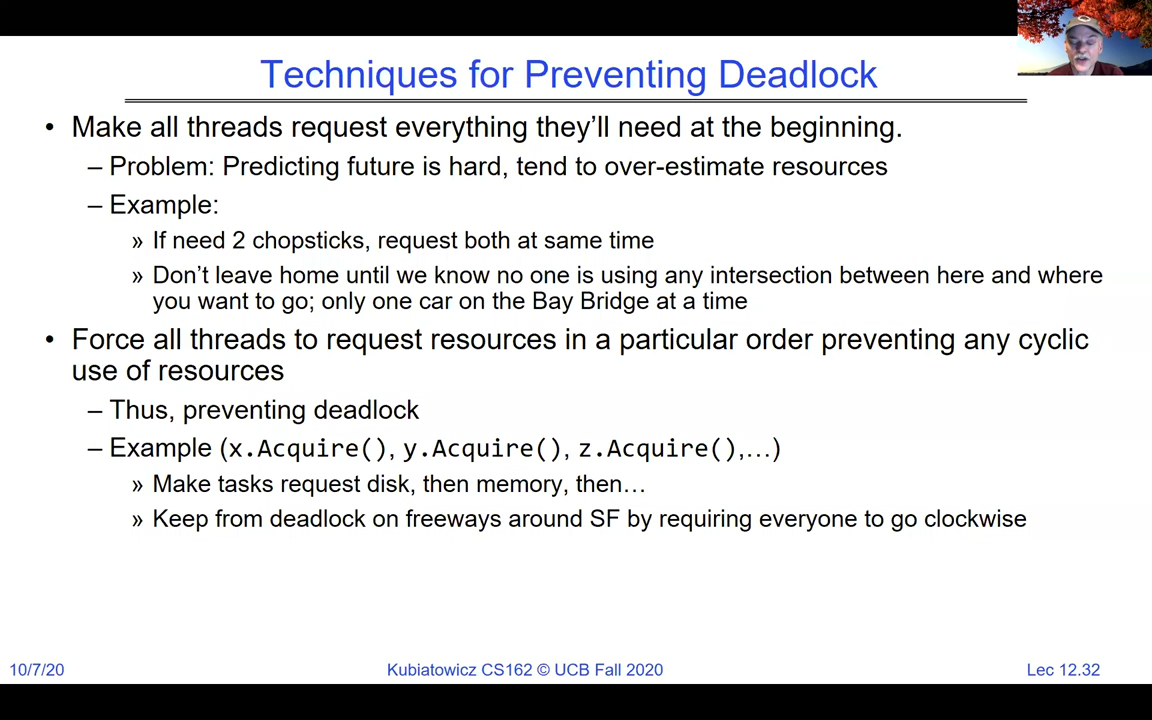 Techniques for Preventing Deadlock
• Make all threads request everything they’ll need at the beginning.
– Problem: Predicting future is hard, tend to over-estimate resources
– Example:
» If need 2 chopsticks, request both at same time
» Don’t leave home until we know no one is using any intersection between here and where
you want to go; only one car on the Bay Bridge at a time
• Force all threads to request resources in a particular order preventing any cyclic
use of resources
– Thus, preventing deadlock
– Example (x.Acquire(), y.Acquire(), z.Acquire(),…)
» Make tasks request disk, then memory, then…
» Keep from deadlock on freeways around SF by requiring everyone to go clockwise
10/7/20
Kubiatowicz CS162 © UCB Fall 2020
Lec 12.32